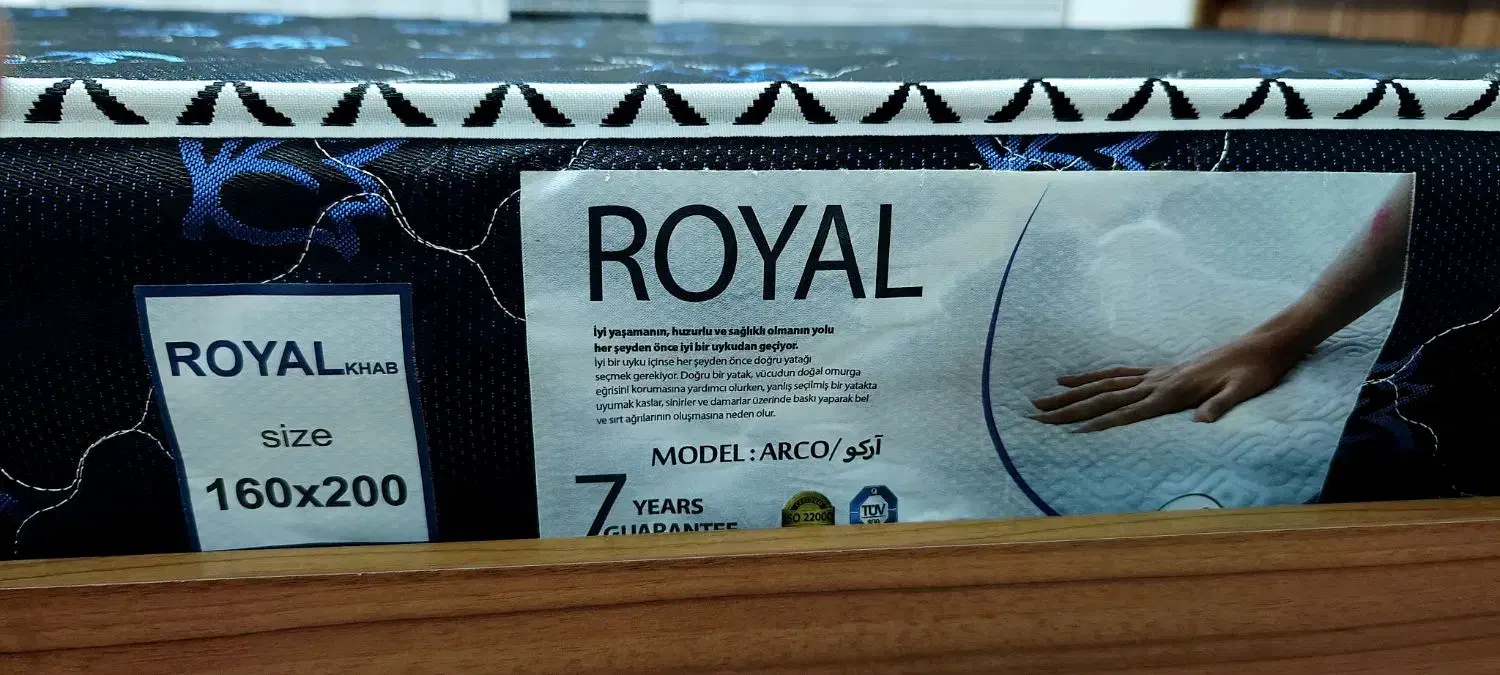 ROYALKHAB
size
160x200
ROYAL
İyi yaşamanın, huzurlu ve sağlıklı olmanın yolu
her şeyden önce iyi bir uykudan geçiyor.
İyi bir uyku içinse her şeyden önce doğru yatağı
seçmek gerekiyor. Doğru bir yatak, vücudun doğal omurga
eğrisini korumasına yardımcı olurken, yanlış seçilmiş bir yatakta
uyumak kaslar, sinirler ve damarlar üzerinde baskı yaparak bel
ve sırt ağrılarının oluşmasına neden olur.
MODEL : ARCO/ آرکو
7 YEARS
GUARANTEE
ISO 22000
TÜV